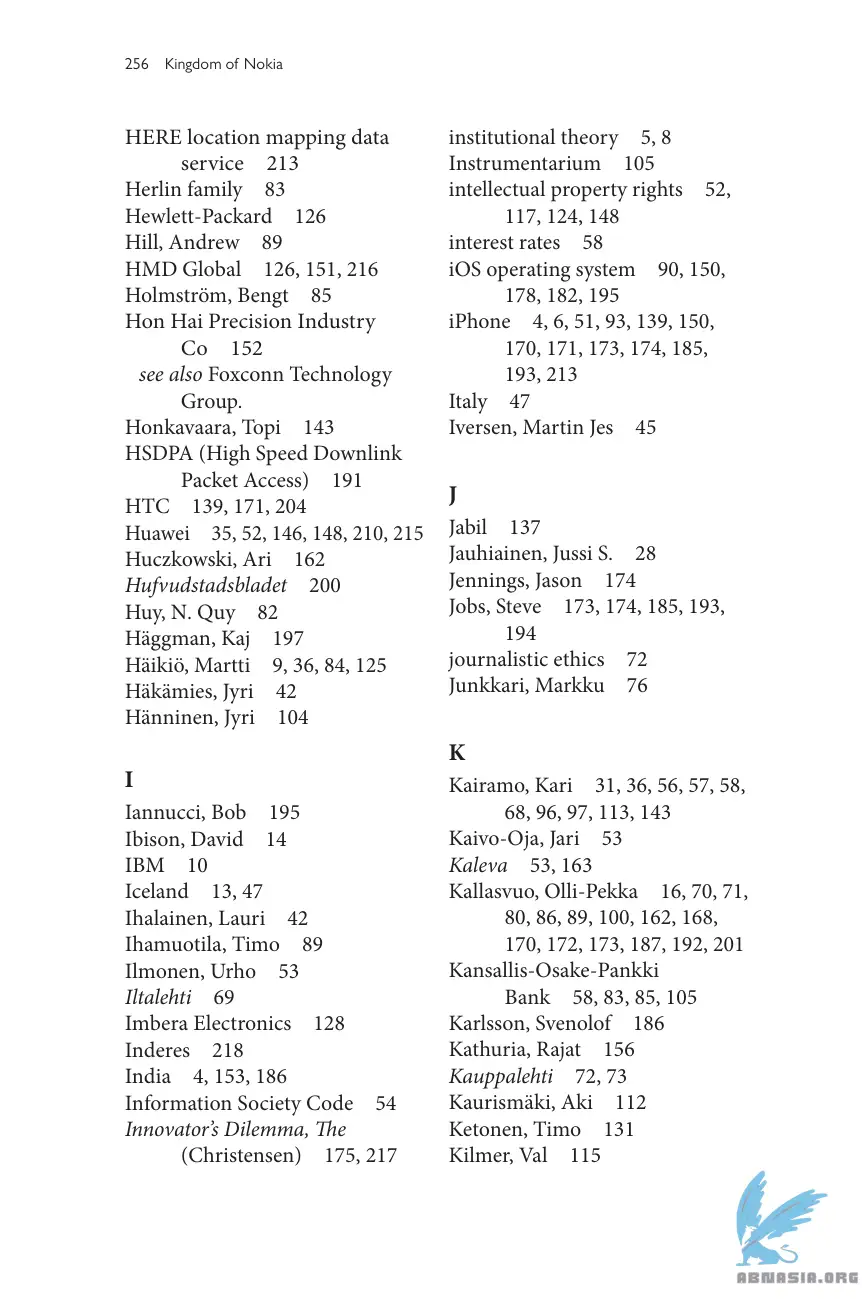 256 Kingdom of Nokia
HERE location mapping data
service 213
Herlin family 83
Hewlett-Packard 126
Hill, Andrew 89
HMD Global 126, 151, 216
Holmström, Bengt 85
Hon Hai Precision Industry
Co 152
see also Foxconn Technology
Group.
Honkavaara, Topi 143
HSDPA (High Speed Downlink
Packet Access) 191
HTC 139, 171, 204
Huawei 35, 52, 146, 148, 210, 215
Huczkowski, Ari 162
Hufvudstadsbladet 200
Huy, N. Quy 82
Häggman, Kaj 197
Häikiö, Martti 9, 36, 84, 125
Häkämies, Jyri 42
Hänninen, Jyri 104
I
Iannucci, Bob 195
Ibison, David 14
IBM 10
Iceland 13, 47
Ihalainen, Lauri 42
Ihamuotila, Timo 89
Ilmonen, Urho 53
Iltalehti 69
Imbera Electronics 128
Inderes 218
India 4, 153, 186
Information Society Code 54
Innovator’s Dilemma, The
(Christensen) 175, 217
institutional theory 5, 8
Instrumentarium 105
intellectual property rights 52,
117, 124, 148
interest rates 58
iOS operating system 90, 150,
178, 182, 195
iPhone 4, 6, 51, 93, 139, 150,
170, 171, 173, 174, 185,
193, 213
Italy 47
Iversen, Martin Jes 45
J
Jabil 137
Jauhiainen, Jussi S. 28
Jennings, Jason 174
Jobs, Steve 173, 174, 185, 193,
194
journalistic ethics 72
Junkkari, Markku 76
K
Kairamo, Kari 31, 36, 56, 57, 58,
68, 96, 97, 113, 143
Kaivo-Oja, Jari 53
Kaleva 53, 163
Kallasvuo, Olli-Pekka 16, 70, 71,
80, 86, 89, 100, 162, 168,
170, 172, 173, 187, 192, 201
Kansallis-Osake-Pankki
Bank 58, 83, 85, 105
Karlsson, Svenolof 186
Kathuria, Rajat 156
Kauppalehti 72, 73
Kaurismäki, Aki 112
Ketonen, Timo 131
Kilmer, Val 115
ABNASIA.ORG